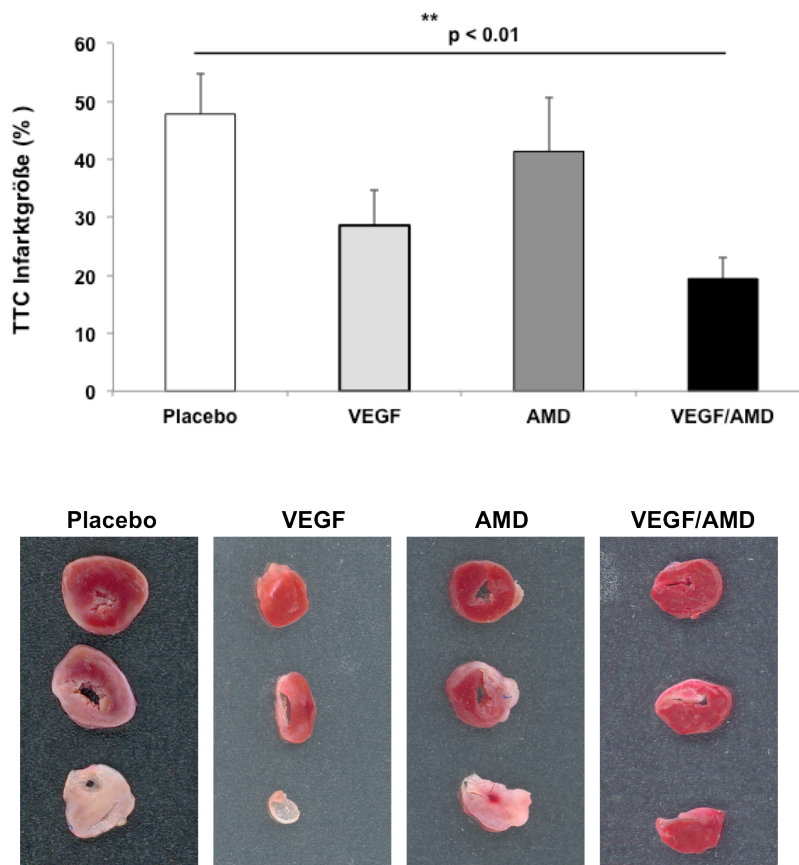 **
p < 0.01
60
50
40
30
20
10
0
TTC Infarktgröße (% )
Placebo VEGF AMD VEGF/AMD
Placebo VEGF AMD VEGF/AMD